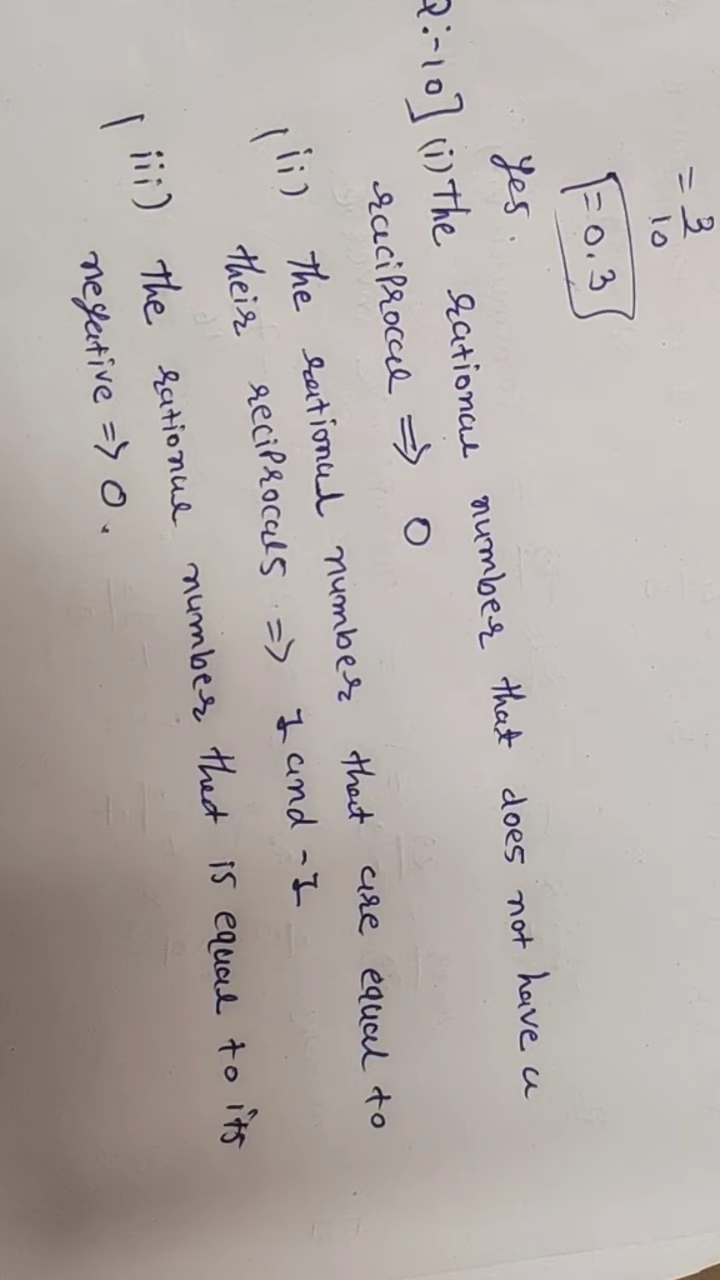 = 3/10
= 0.3
Yes.
Q:-10] (i) The rational number that does not have a
raciprocal => 0
(ii) The rational number that are equal to
their reciprocals => 1 and -1
(iii) The rational number that is equal to its
negative => 0.